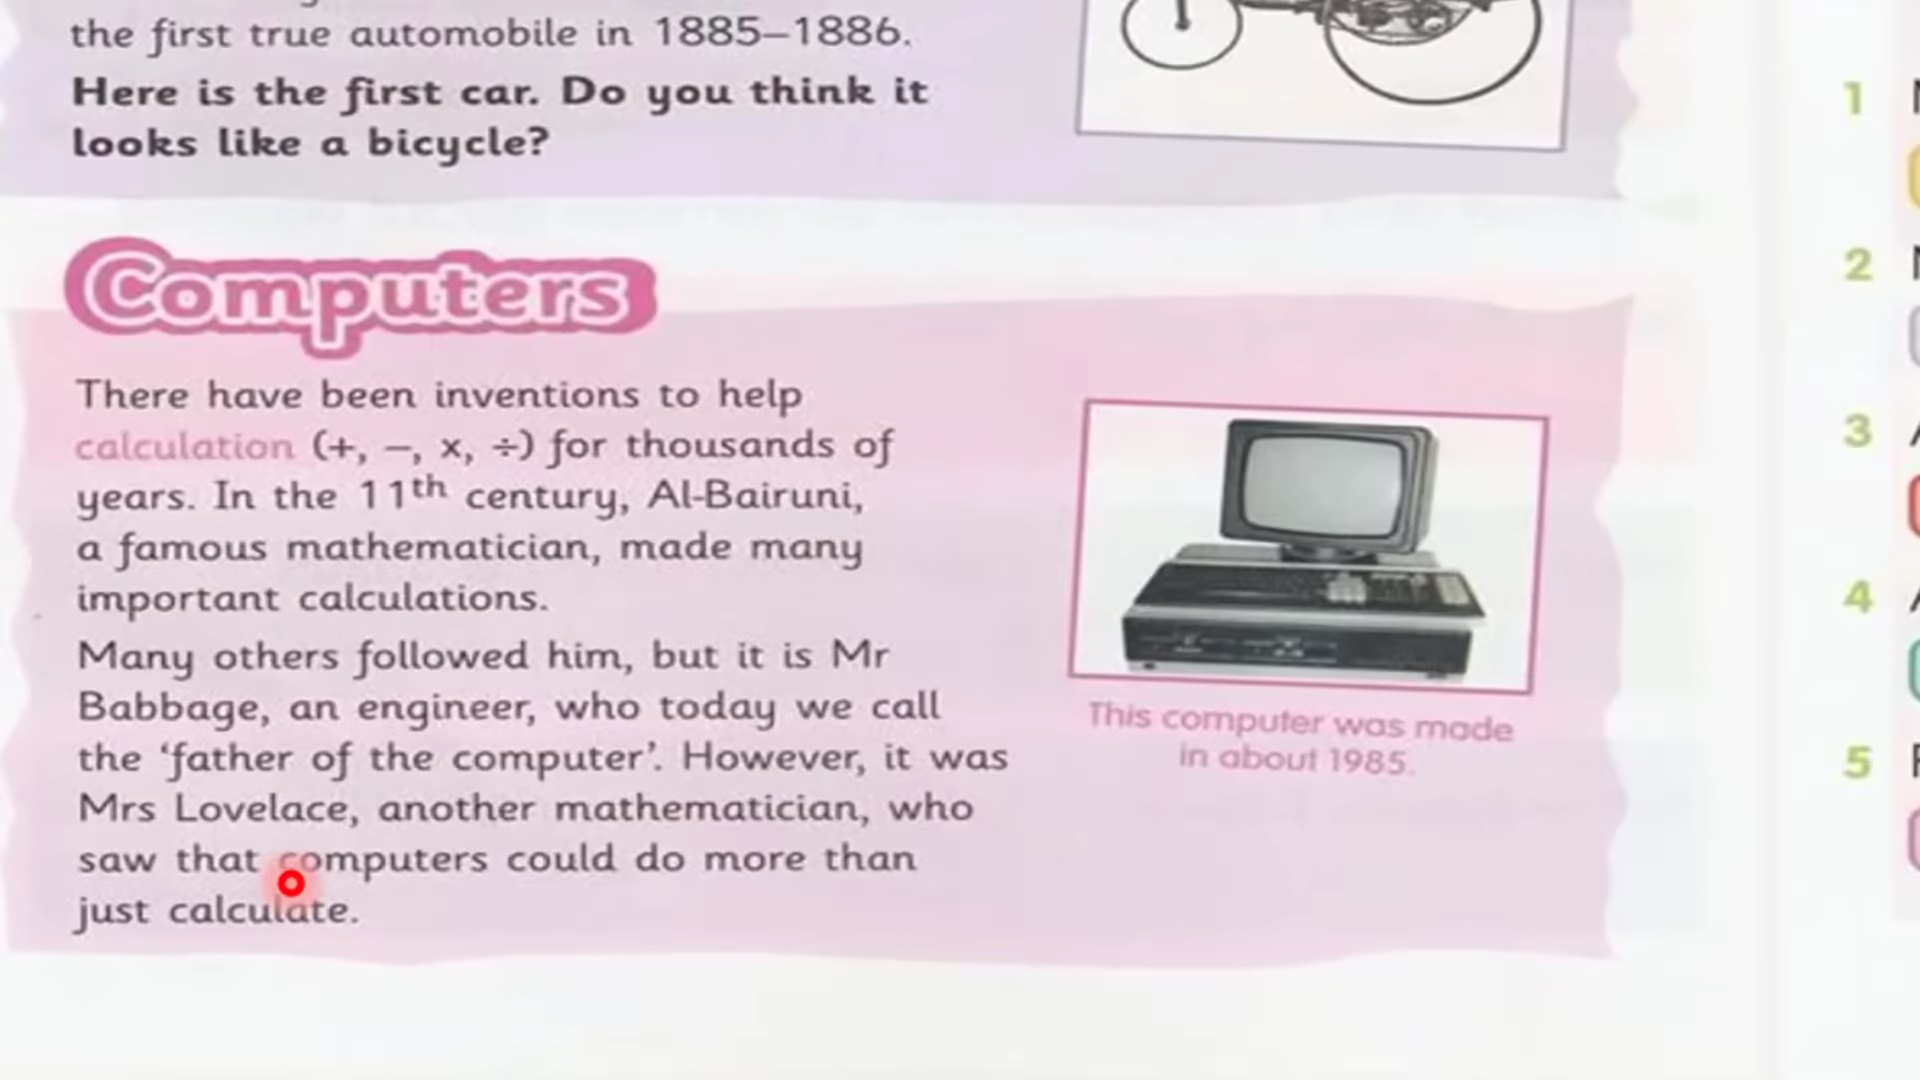 the first true automobile in 1885–1886.
Here is the first car. Do you think it
looks like a bicycle?
Computers
There have been inventions to help
calculation (+, –, x, ÷) for thousands of
years. In the 11th century, Al-Bairuni,
a famous mathematician, made many
important calculations.
Many others followed him, but it is Mr
Babbage, an engineer, who today we call
the ‘father of the computer’. However, it was
Mrs Lovelace, another mathematician, who
saw that computers could do more than
just calculate.
This computer was made
in about 1985.
1
2
3
4
5